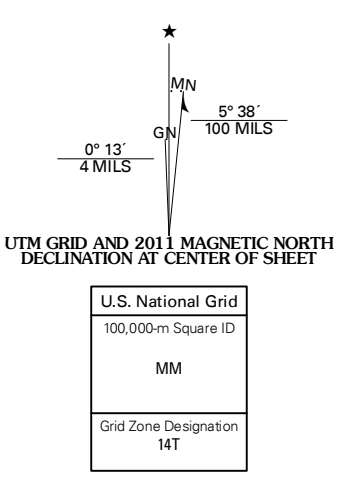 ★
MN
GN
5° 38´
100 MILS
0° 13´
4 MILS
UTM GRID AND 2011 MAGNETIC NORTH
DECLINATION AT CENTER OF SHEET
U.S. National Grid
100,000-m Square ID
MM
Grid Zone Designation
14T